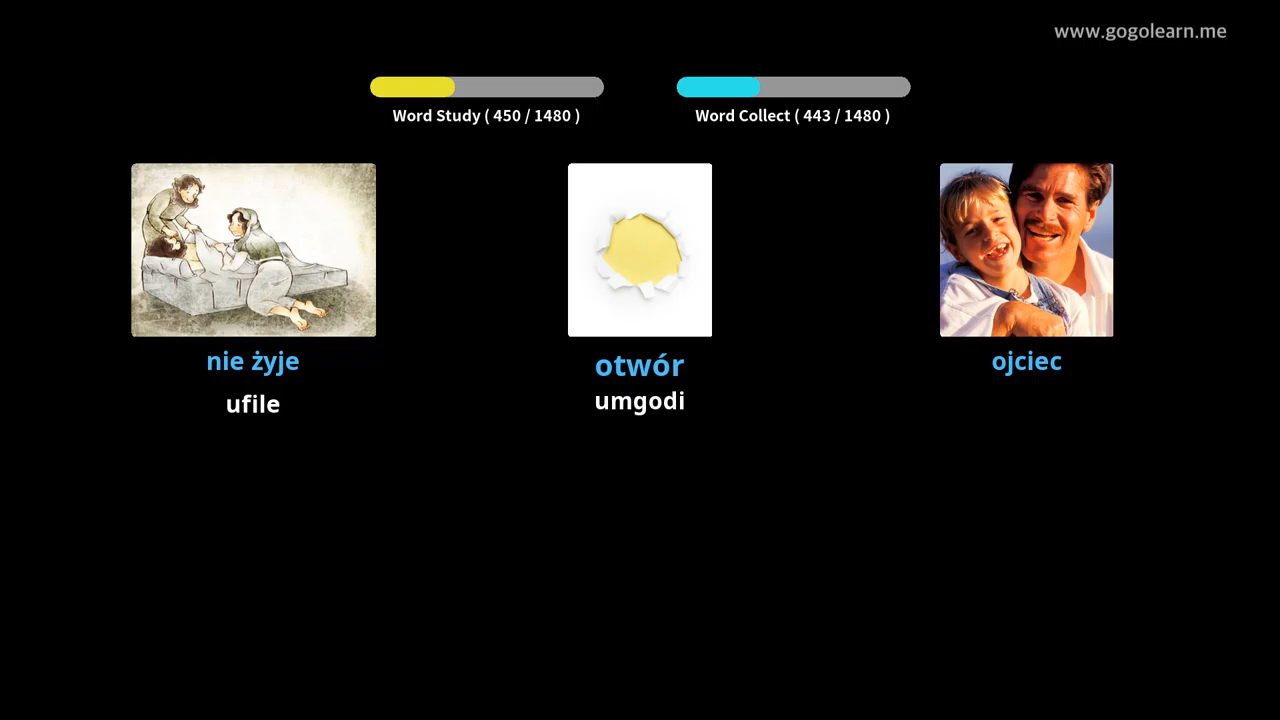 www.gogolearn.me
Word Study ( 450 / 1480 )
Word Collect ( 443 / 1480 )
nie żyje
ufile
otwór
umgodi
ojciec